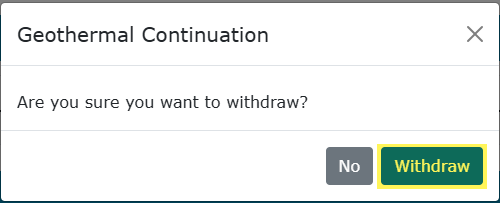 Geothermal Continuation
Are you sure you want to withdraw?
No
Withdraw